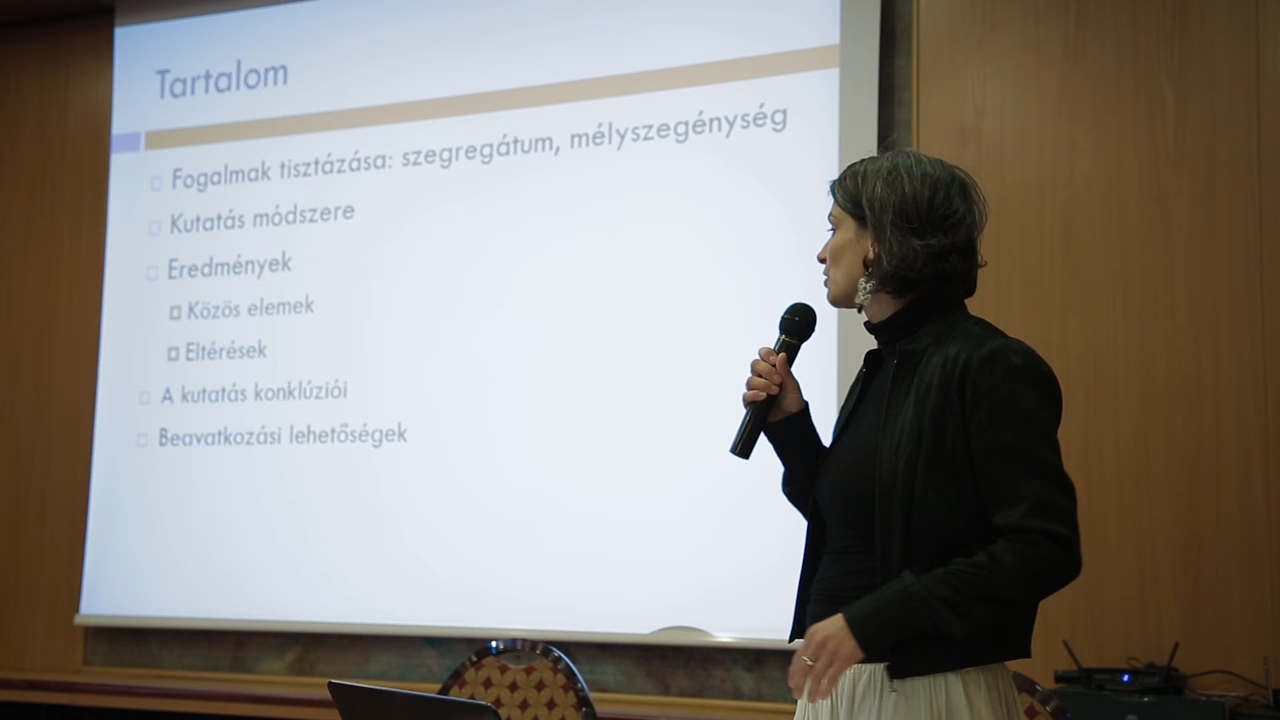 Tartalom
Fogalmak tisztázása: szegregátum, mélyszegénység
Kutatás módszere
Eredmények
Közös elemek
Eltérések
A kutatás konklúziói
Beavatkozási lehetőségek